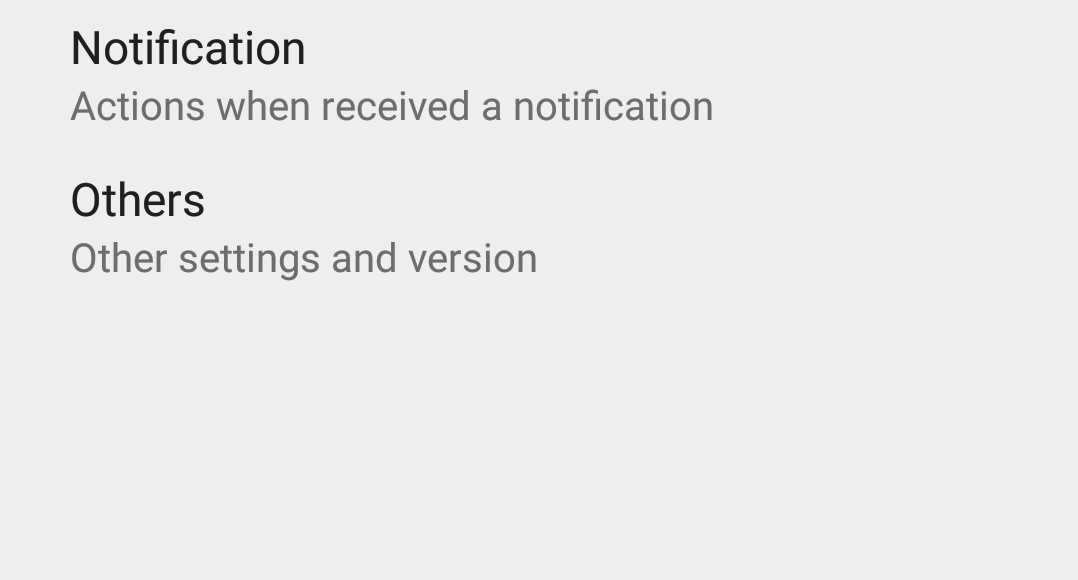 Notification
Actions when received a notification
Others
Other settings and version